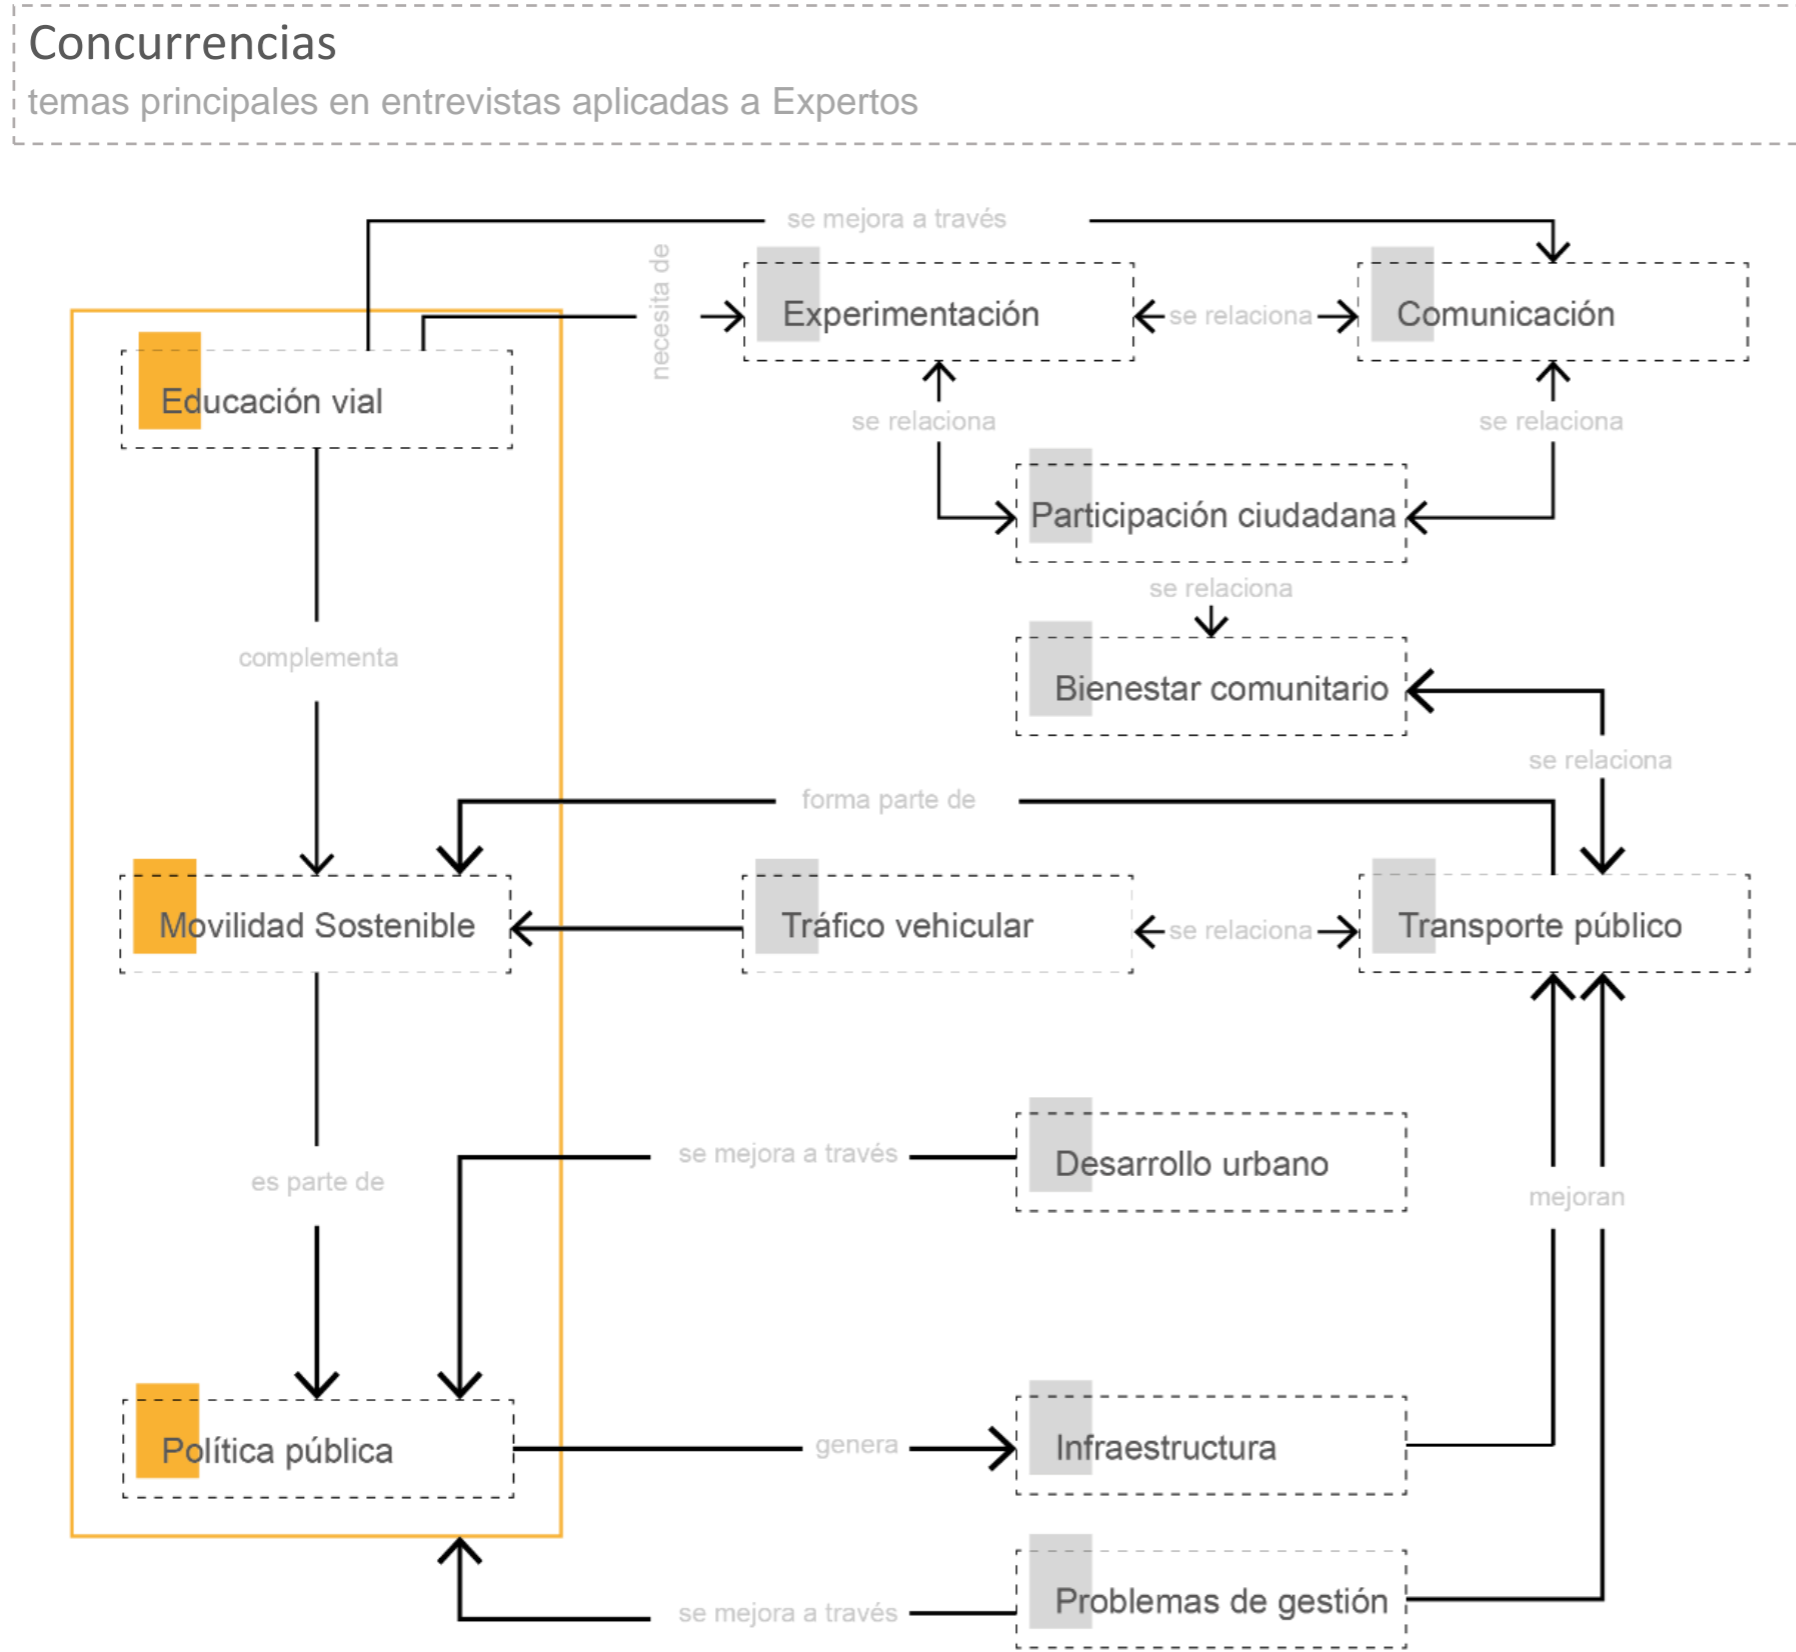 Concurrencias
temas principales en entrevistas aplicadas a Expertos
se mejora a través
necesita de
Experimentación
se relaciona
Comunicación
Educación vial
se relaciona
se relaciona
Participación ciudadana
se relaciona
complementa
Bienestar comunitario
se relaciona
forma parte de
Movilidad Sostenible
Tráfico vehicular
se relaciona
Transporte público
se mejora a través
Desarrollo urbano
es parte de
mejoran
Política pública
genera
Infraestructura
se mejora a través
Problemas de gestión